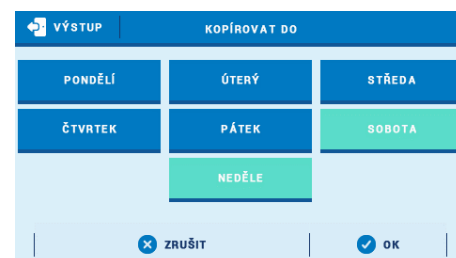 VÝSTUP KOPÍROVAT DO
PONDĚLÍ ÚTERÝ STŘEDA
ČTVRTEK PÁTEK SOBOTA
NEDĚLE
ZRUŠIT OK